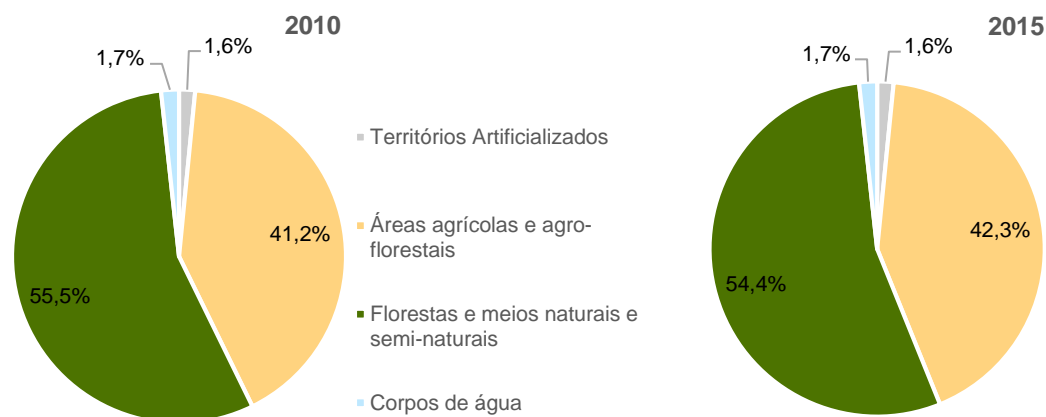 2010
1,7%
1,6%
41,2%
55,5%
Territórios Artificializados
Áreas agrícolas e agro-
florestais
Florestas e meios naturais e
semi-naturais
Corpos de água
2015
1,7%
1,6%
42,3%
54,4%